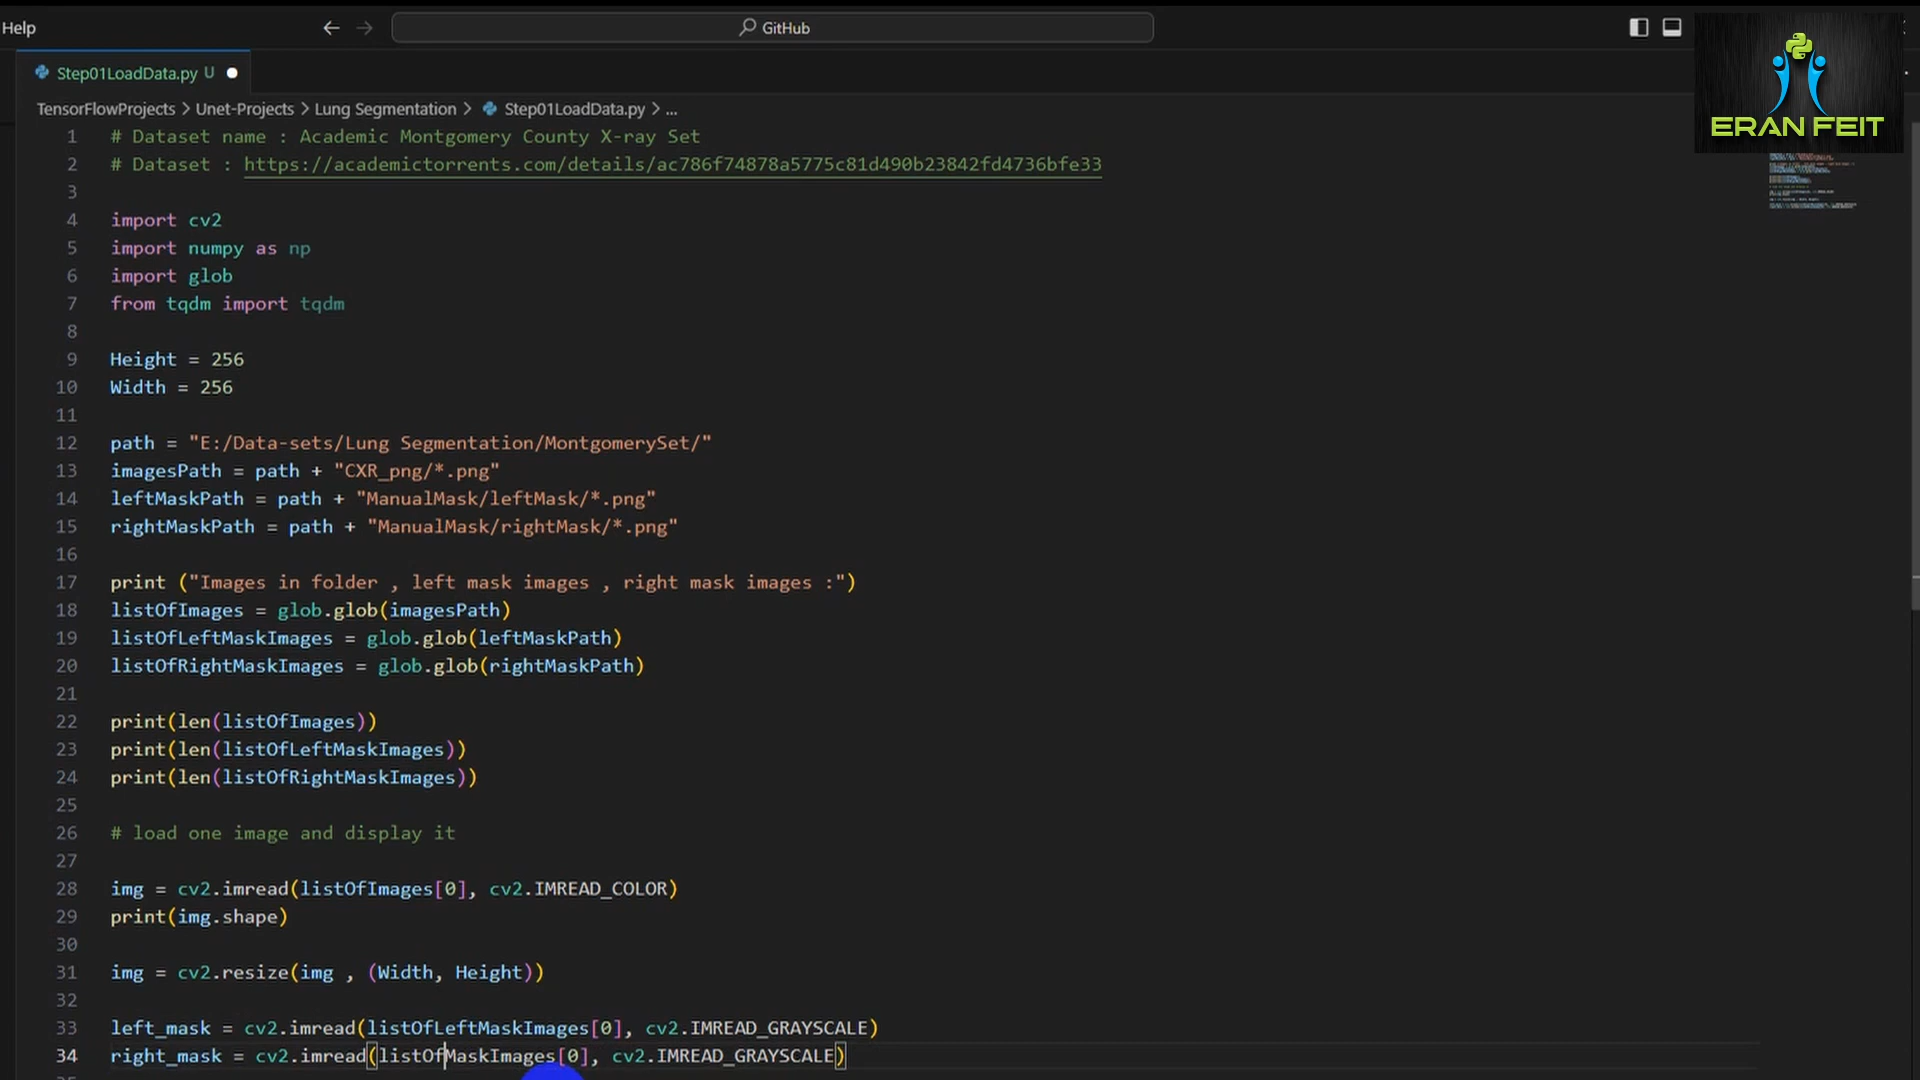 Help
GitHub
ERAN FEIT
Step01LoadData.py U
TensorFlowProjects > Unet-Projects > Lung Segmentation > Step01LoadData.py > ...
1 # Dataset name : Academic Montgomery County X-ray Set
2 # Dataset : https://academictorrents.com/details/ac786f74878a5775c81d490b23842fd4736bfe33
3
4 import cv2
5 import numpy as np
6 import glob
7 from tqdm import tqdm
8
9 Height = 256
10 Width = 256
11
12 path = "E:/Data-sets/Lung Segmentation/MontgomerySet/"
13 imagesPath = path + "CXR_png/*.png"
14 leftMaskPath = path + "ManualMask/leftMask/*.png"
15 rightMaskPath = path + "ManualMask/rightMask/*.png"
16
17 print ("Images in folder , left mask images , right mask images :")
18 listOfImages = glob.glob(imagesPath)
19 listOfLeftMaskImages = glob.glob(leftMaskPath)
20 listOfRightMaskImages = glob.glob(rightMaskPath)
21
22 print(len(listOfImages))
23 print(len(listOfLeftMaskImages))
24 print(len(listOfRightMaskImages))
25
26 # load one image and display it
27
28 img = cv2.imread(listOfImages[0], cv2.IMREAD_COLOR)
29 print(img.shape)
30
31 img = cv2.resize(img , (Width, Height))
32
33 left_mask = cv2.imread(listOfLeftMaskImages[0], cv2.IMREAD_GRAYSCALE)
34 right_mask = cv2.imread(listOfMaskImages[0], cv2.IMREAD_GRAYSCALE)